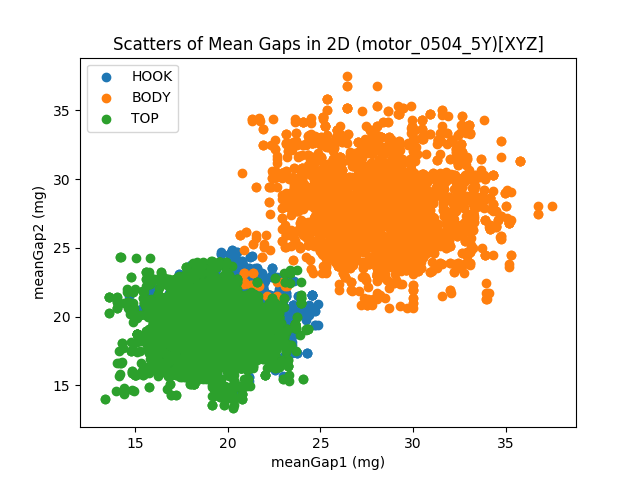 Scatters of Mean Gaps in 2D (motor_0504_5Y)[XYZ]
HOOK
BODY
TOP
35
30
25
20
15
meanGap2 (mg)
15 20 25 30 35
meanGap1 (mg)